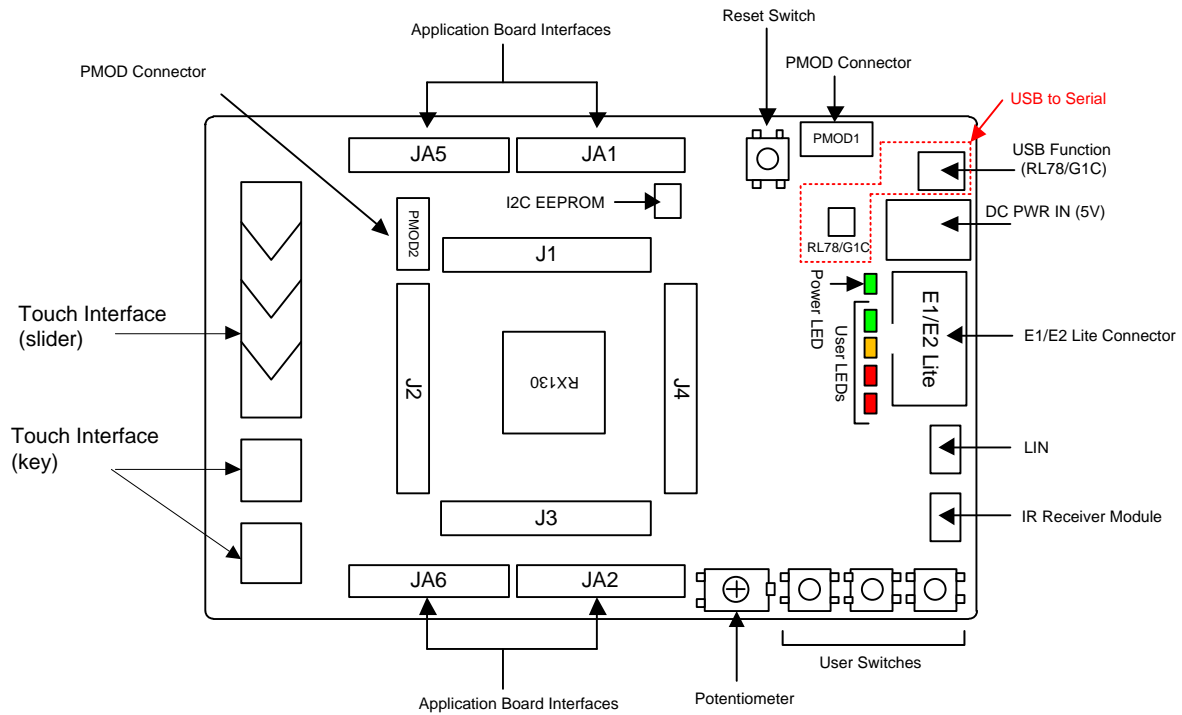 Reset Switch
Application Board Interfaces
PMOD Connector
PMOD Connector
USB to Serial
PMOD1
JA5
JA1
USB Function
(RL78/G1C)
I2C EEPROM
PMOD2
DC PWR IN (5V)
RL78/G1C
J1
Power LED
Touch Interface
(slider)
E1/E2 Lite
E1/E2 Lite Connector
User LEDs
J2
RX130
J4
Touch Interface
(key)
LIN
J3
IR Receiver Module
JA6
JA2
User Switches
Application Board Interfaces
Potentiometer